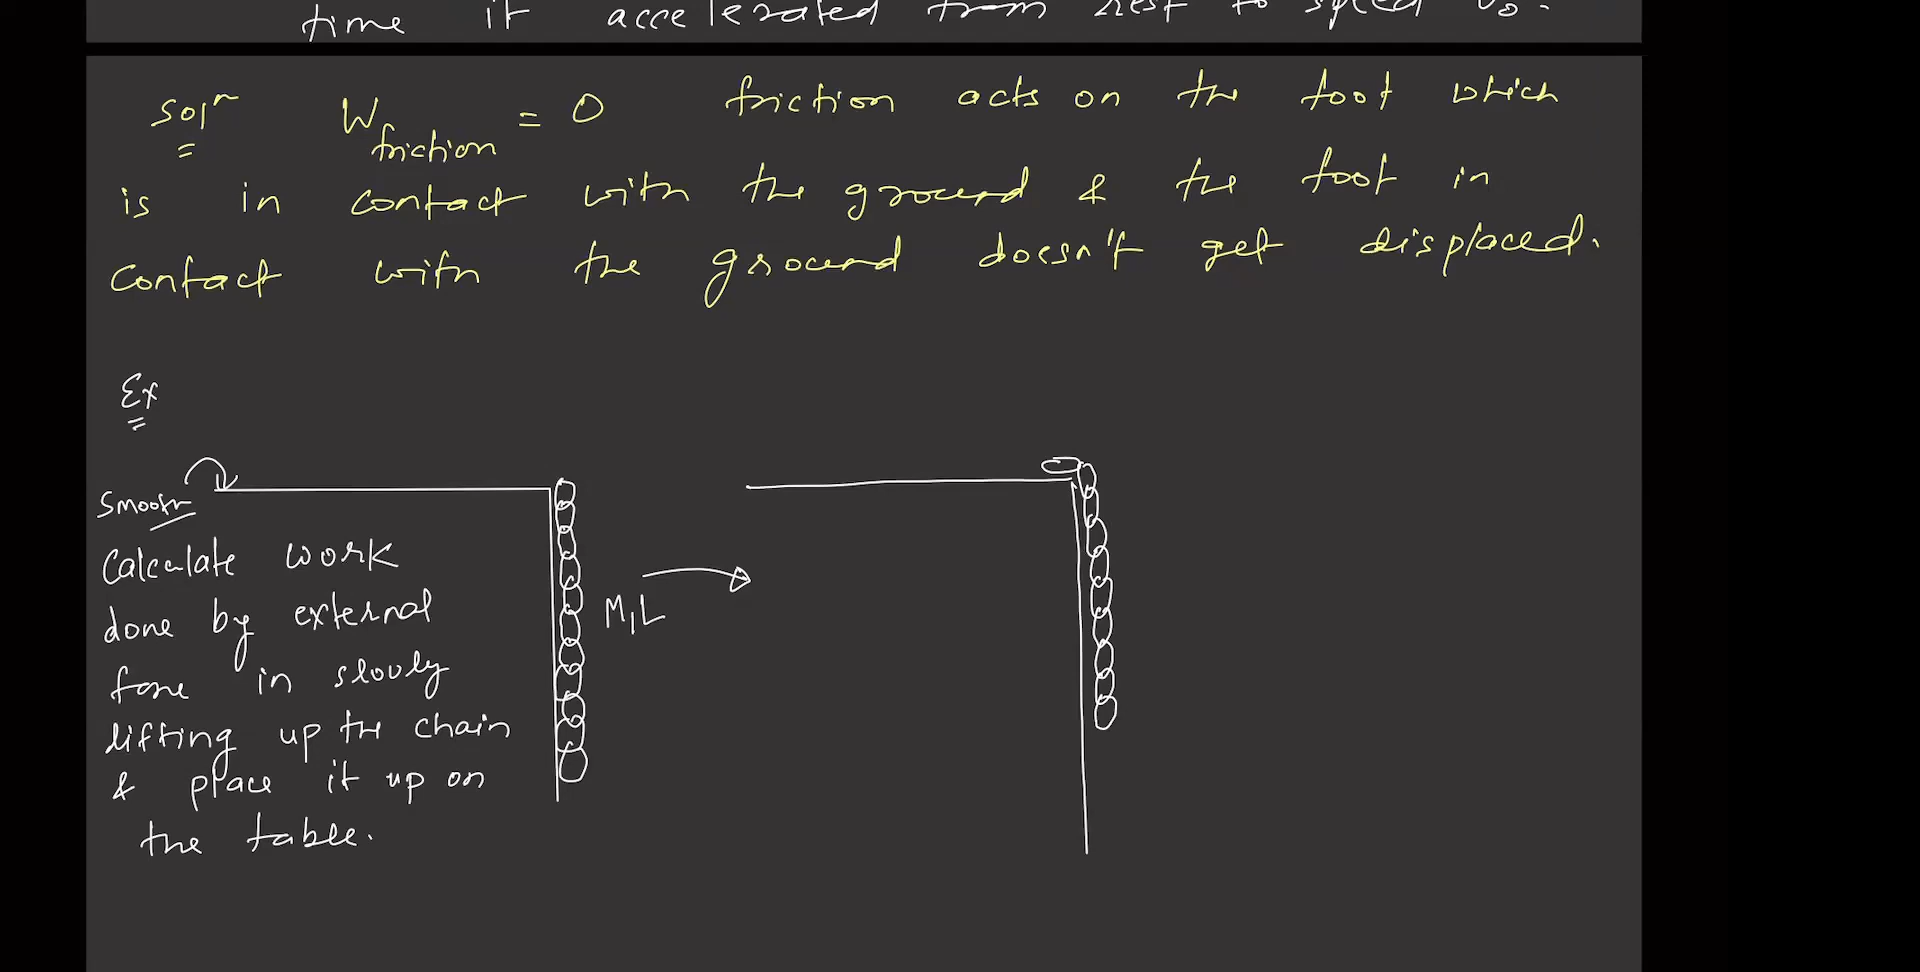 time it accelerated from rest to speed v₀.
Solⁿ W friction = 0 friction acts on the foot which
is in contact with the ground & the foot in
contact with the ground doesn't get displaced.
Ex
Smooth
Calculate work
done by external
force in slowly
lifting up the chain
& place it up on
the table.
M, L